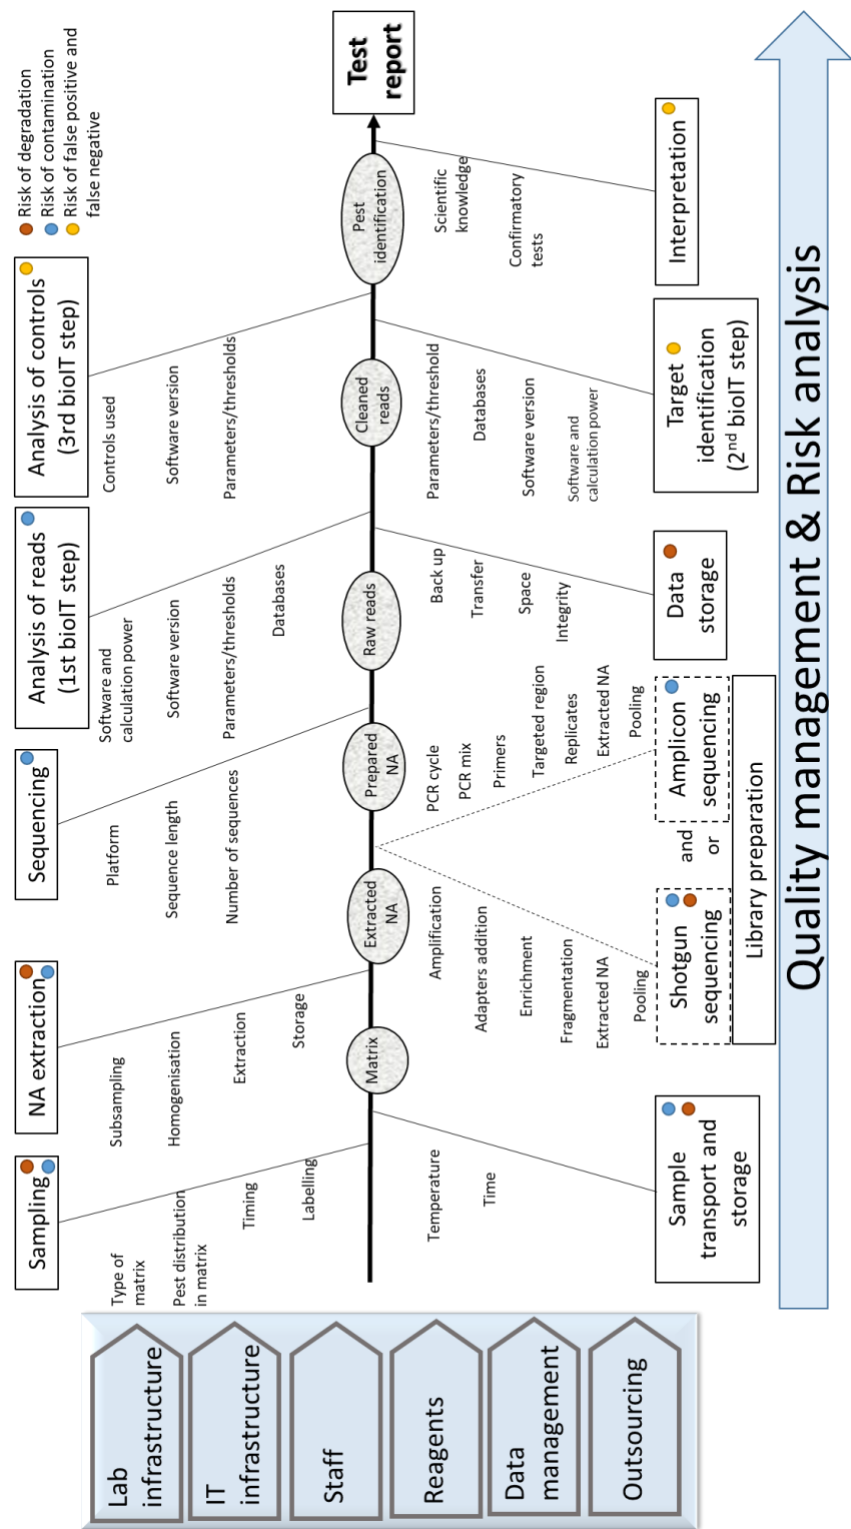 Lab
infrastructure
IT
infrastructure
Staff
Reagents
Data
management
Outsourcing
Sampling
Type of
matrix
Pest distribution
in matrix
Timing
Labelling
NA extraction
Subsampling
Homogenisation
Extraction
Storage
Sequencing
Platform
Sequence length
Number of sequences
Analysis of reads
(1st bioIT step)
Software and
calculation power
Software version
Parameters/thresholds
Databases
Analysis of controls
(3rd bioIT step)
Controls used
Software version
Parameters/thresholds
Risk of degradation
Risk of contamination
Risk of false positive and
false negative
Matrix
Extracted
NA
Prepared
NA
Raw reads
Cleaned
reads
Pest
identification
Test
report
Temperature
Time
Sample
transport and
storage
Amplification
Adapters addition
Enrichment
Fragmentation
Extracted NA
Pooling
Shotgun
sequencing
and
or
PCR cycle
PCR mix
Primers
Targeted region
Replicates
Extracted NA
Pooling
Amplicon
sequencing
Library preparation
Back up
Transfer
Space
Integrity
Data
storage
Parameters/threshold
Databases
Software version
Software and
calculation power
Target
identification
(2nd bioIT step)
Scientific
knowledge
Confirmatory
tests
Interpretation
Quality management & Risk analysis